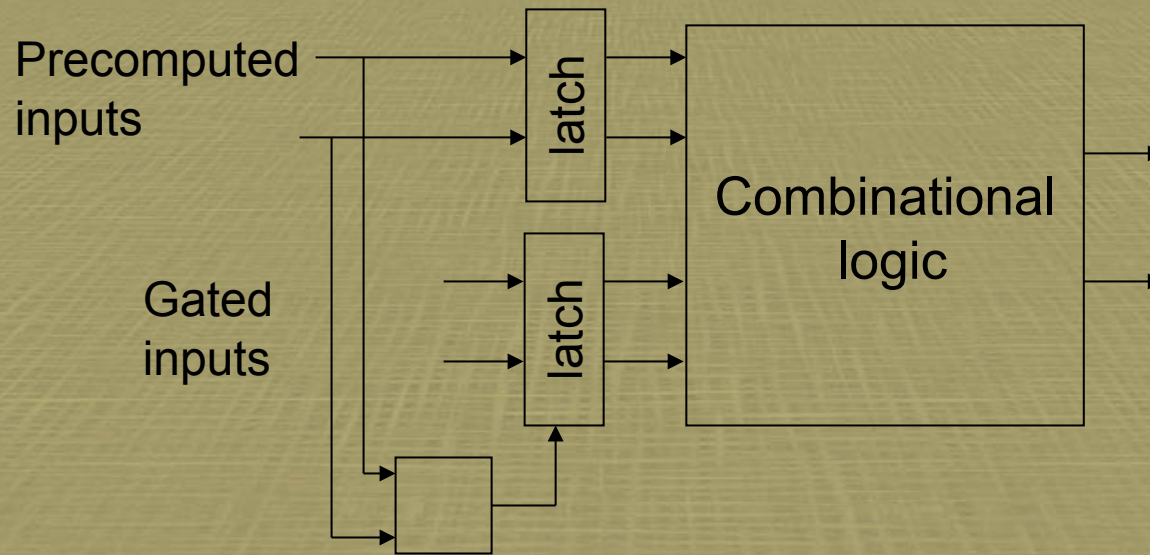 Precomputed
inputs
latch
Combinational
logic
Gated
inputs
latch